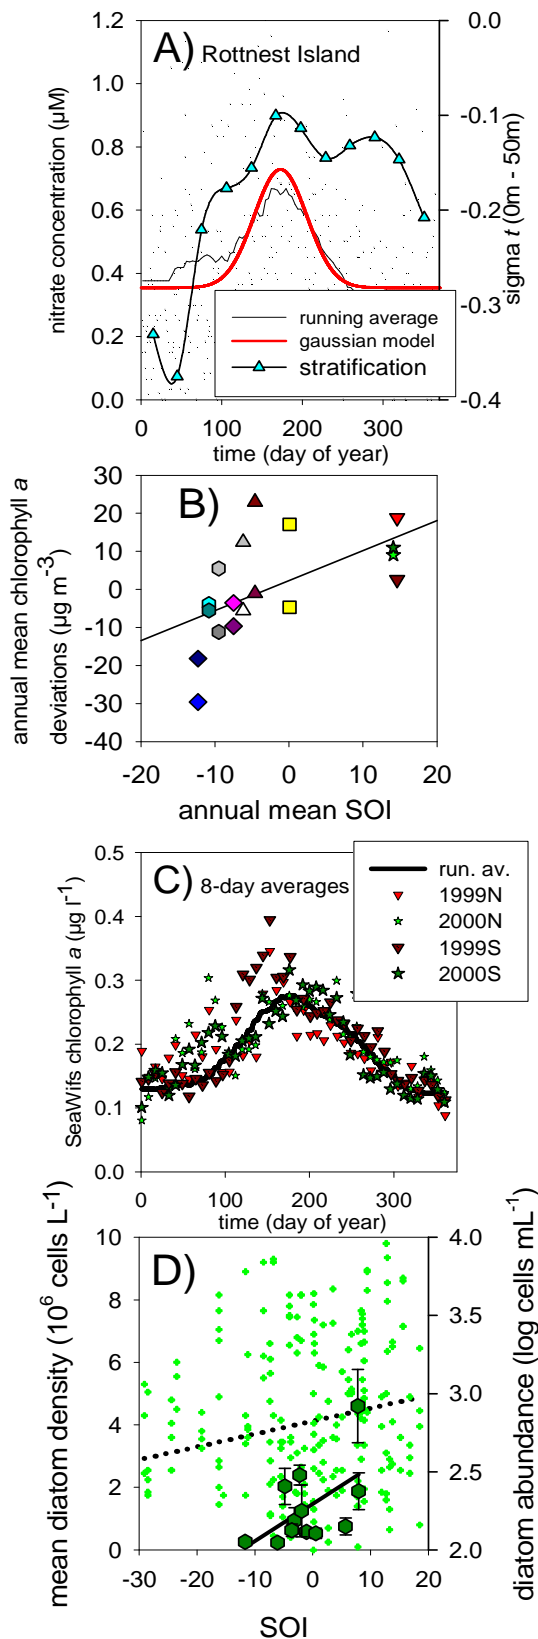 A) Rottnest Island
nitrate concentration (µM)
1.2
1.0
0.8
0.6
0.4
0.2
0.0
0.0
-0.1
-0.2
-0.3
-0.4
sigma t (0m - 50m)
running average
gaussian model
stratification
0 100 200 300
time (day of year)
B)
annual mean chlorophyll a
deviations (µg m-3)
30
20
10
0
-10
-20
-30
-40
-20 -10 0 10 20
annual mean SOI
C) 8-day averages
SeaWifs chlorophyll a (µg l-1)
0.5
0.4
0.3
0.2
0.1
0.0
run. av.
1999N
2000N
1999S
2000S
0 100 200 300
time (day of year)
D)
mean diatom density (10⁶ cells L-1)
10
8
6
4
2
0
4.0
3.5
3.0
2.5
2.0
diatom abundance (log cells mL-1)
-30 -20 -10 0 10 20
SOI